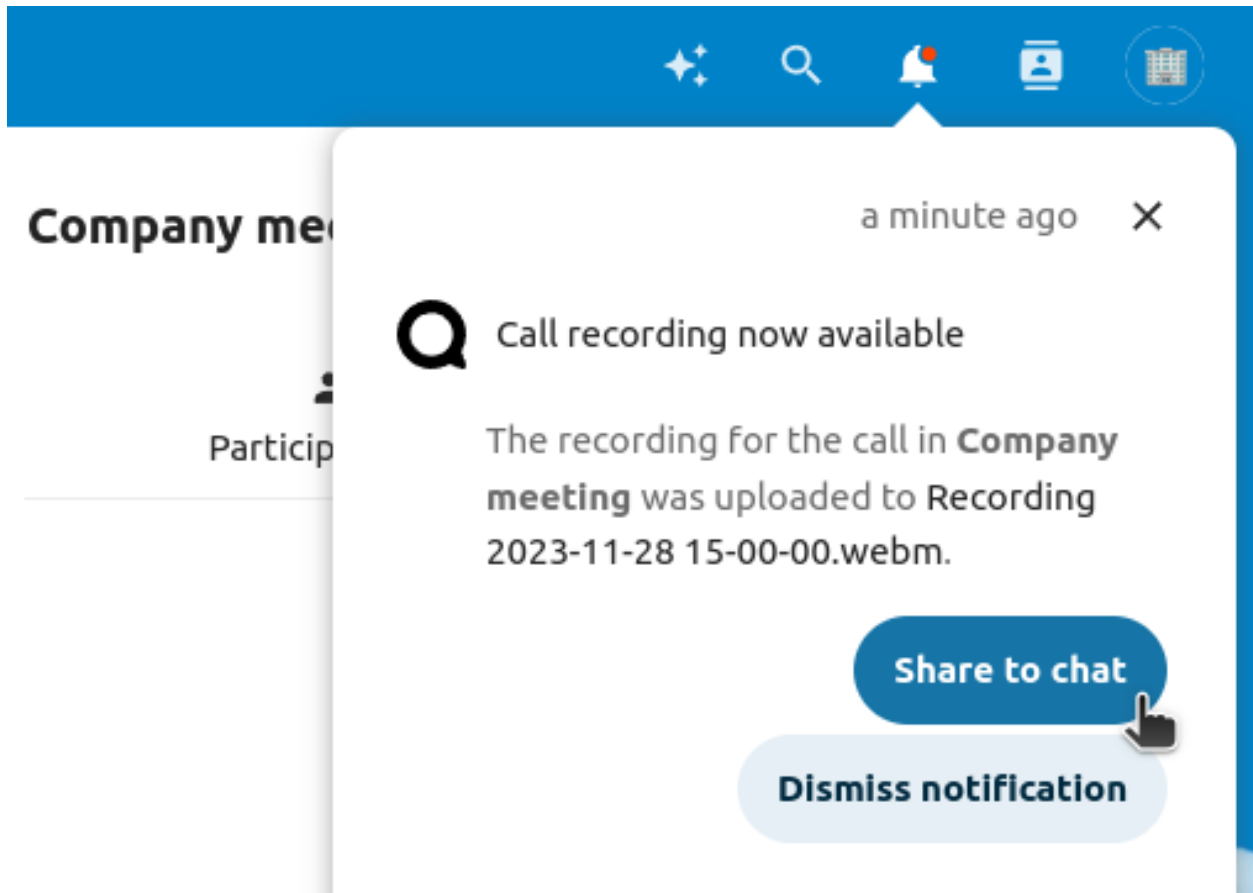 Company me
a minute ago
Call recording now available
Particip
The recording for the call in Company
meeting was uploaded to Recording
2023-11-28 15-00-00.webm.
Share to chat
Dismiss notification